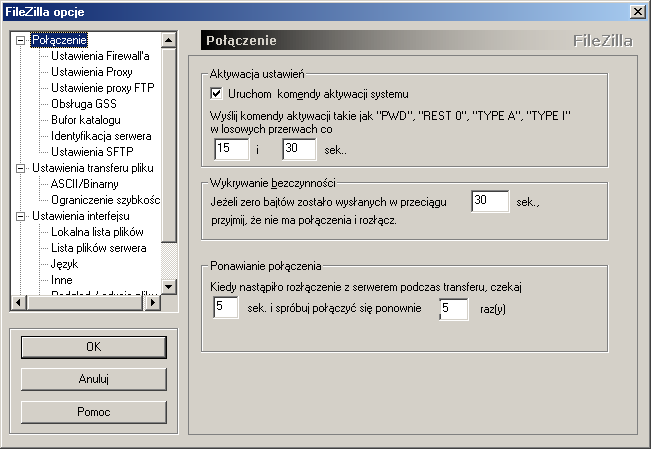 FileZilla opcje
Połączenie
Ustawienia Firewall'a
Ustawienia Proxy
Ustawienie proxy FTP
Obsługa GSS
Bufor katalogu
Identyfikacja serwera
Ustawienia SFTP
Ustawienia transferu pliku
ASCII/Binarny
Ograniczenie szybkośc
Ustawienia interfejsu
Lokalna lista plików
Lista plików serwera
Język
Inne
OK
Anuluj
Pomoc
Połączenie
FileZilla
Aktywacja ustawień
Uruchom komendy aktywacji systemu
Wyślij komendy aktywacji takie jak "PWD", "REST 0", "TYPE A", "TYPE I"
w losowych przerwach co
15 i 30 sek..
Wykrywanie bezczynności
Jeżeli zero bajtów zostało wysłanych w przeciągu 30 sek.,
przyjmij, że nie ma połączenia i rozłącz.
Ponawianie połączenia
Kiedy nastąpiło rozłączenie z serwerem podczas transferu, czekaj
5 sek. i spróbuj połączyć się ponownie 5 raz(y)